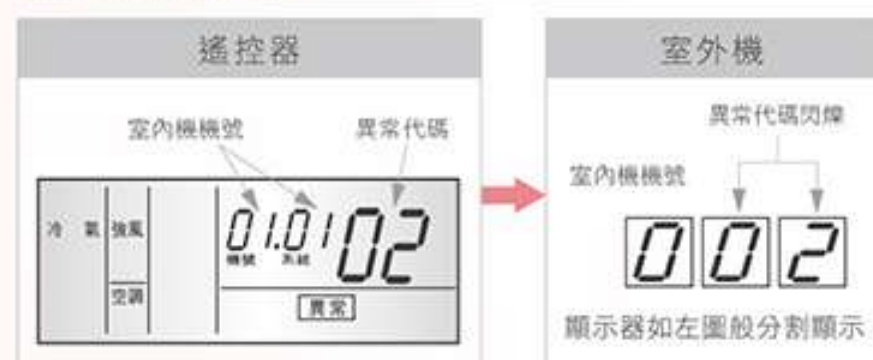 遙控器
室內機機號
異常代碼
冷氣
強風
01.01
02
機號
系統
空調
異常
室外機
異常代碼閃爍
室內機機號
002
顯示器如左圖般分割顯示